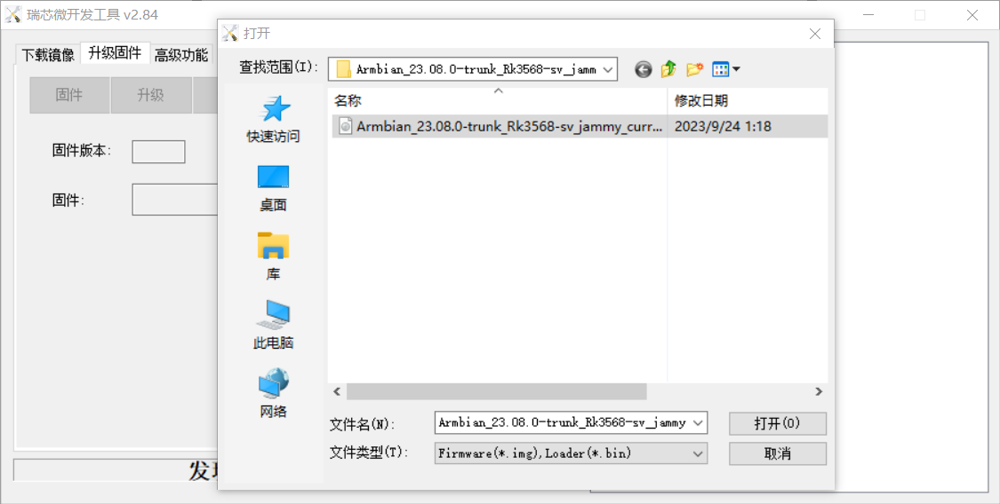 瑞芯微开发工具 v2.84
下载镜像 升级固件 高级功能
固件 升级
固件版本:
固件:
打开
查找范围(I):
Armbian_23.08.0-trunk_Rk3568-sv_jamm
快速访问
桌面
库
此电脑
网络
名称 修改日期
Armbian_23.08.0-trunk_Rk3568-sv_jammy_curr... 2023/9/24 1:18
文件名(N): Armbian_23.08.0-trunk_Rk3568-sv_jammy 打开(O)
文件类型(T): Firmware(*.img),Loader(*.bin) 取消